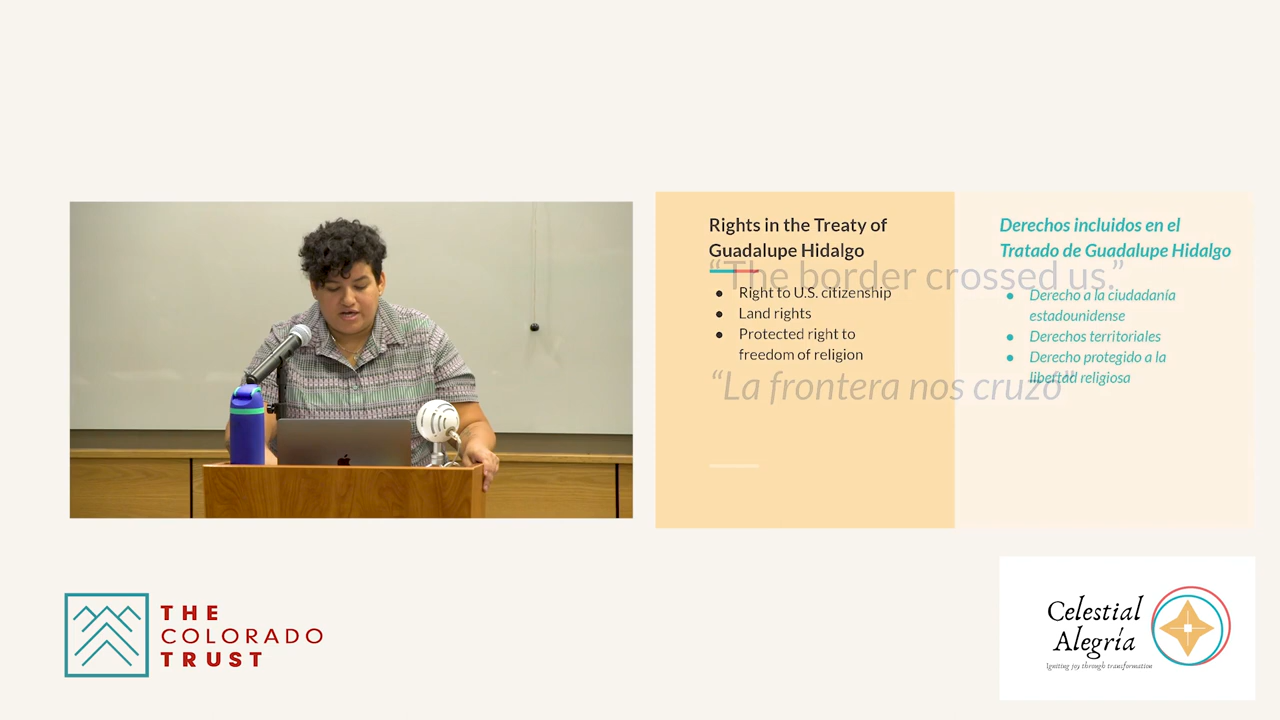 Rights in the Treaty of
Guadalupe Hidalgo
“The border crossed us.”
Right to U.S. citizenship
Land rights
Protected right to
freedom of religion
“La frontera nos cruzó”
Derechos incluidos en el
Tratado de Guadalupe Hidalgo
Derecho a la ciudadanía
estadounidense
Derechos territoriales
Derecho protegido a la
libertad religiosa
THE
COLORADO
TRUST
Celestial
Alegría
Igniting joy through transformation